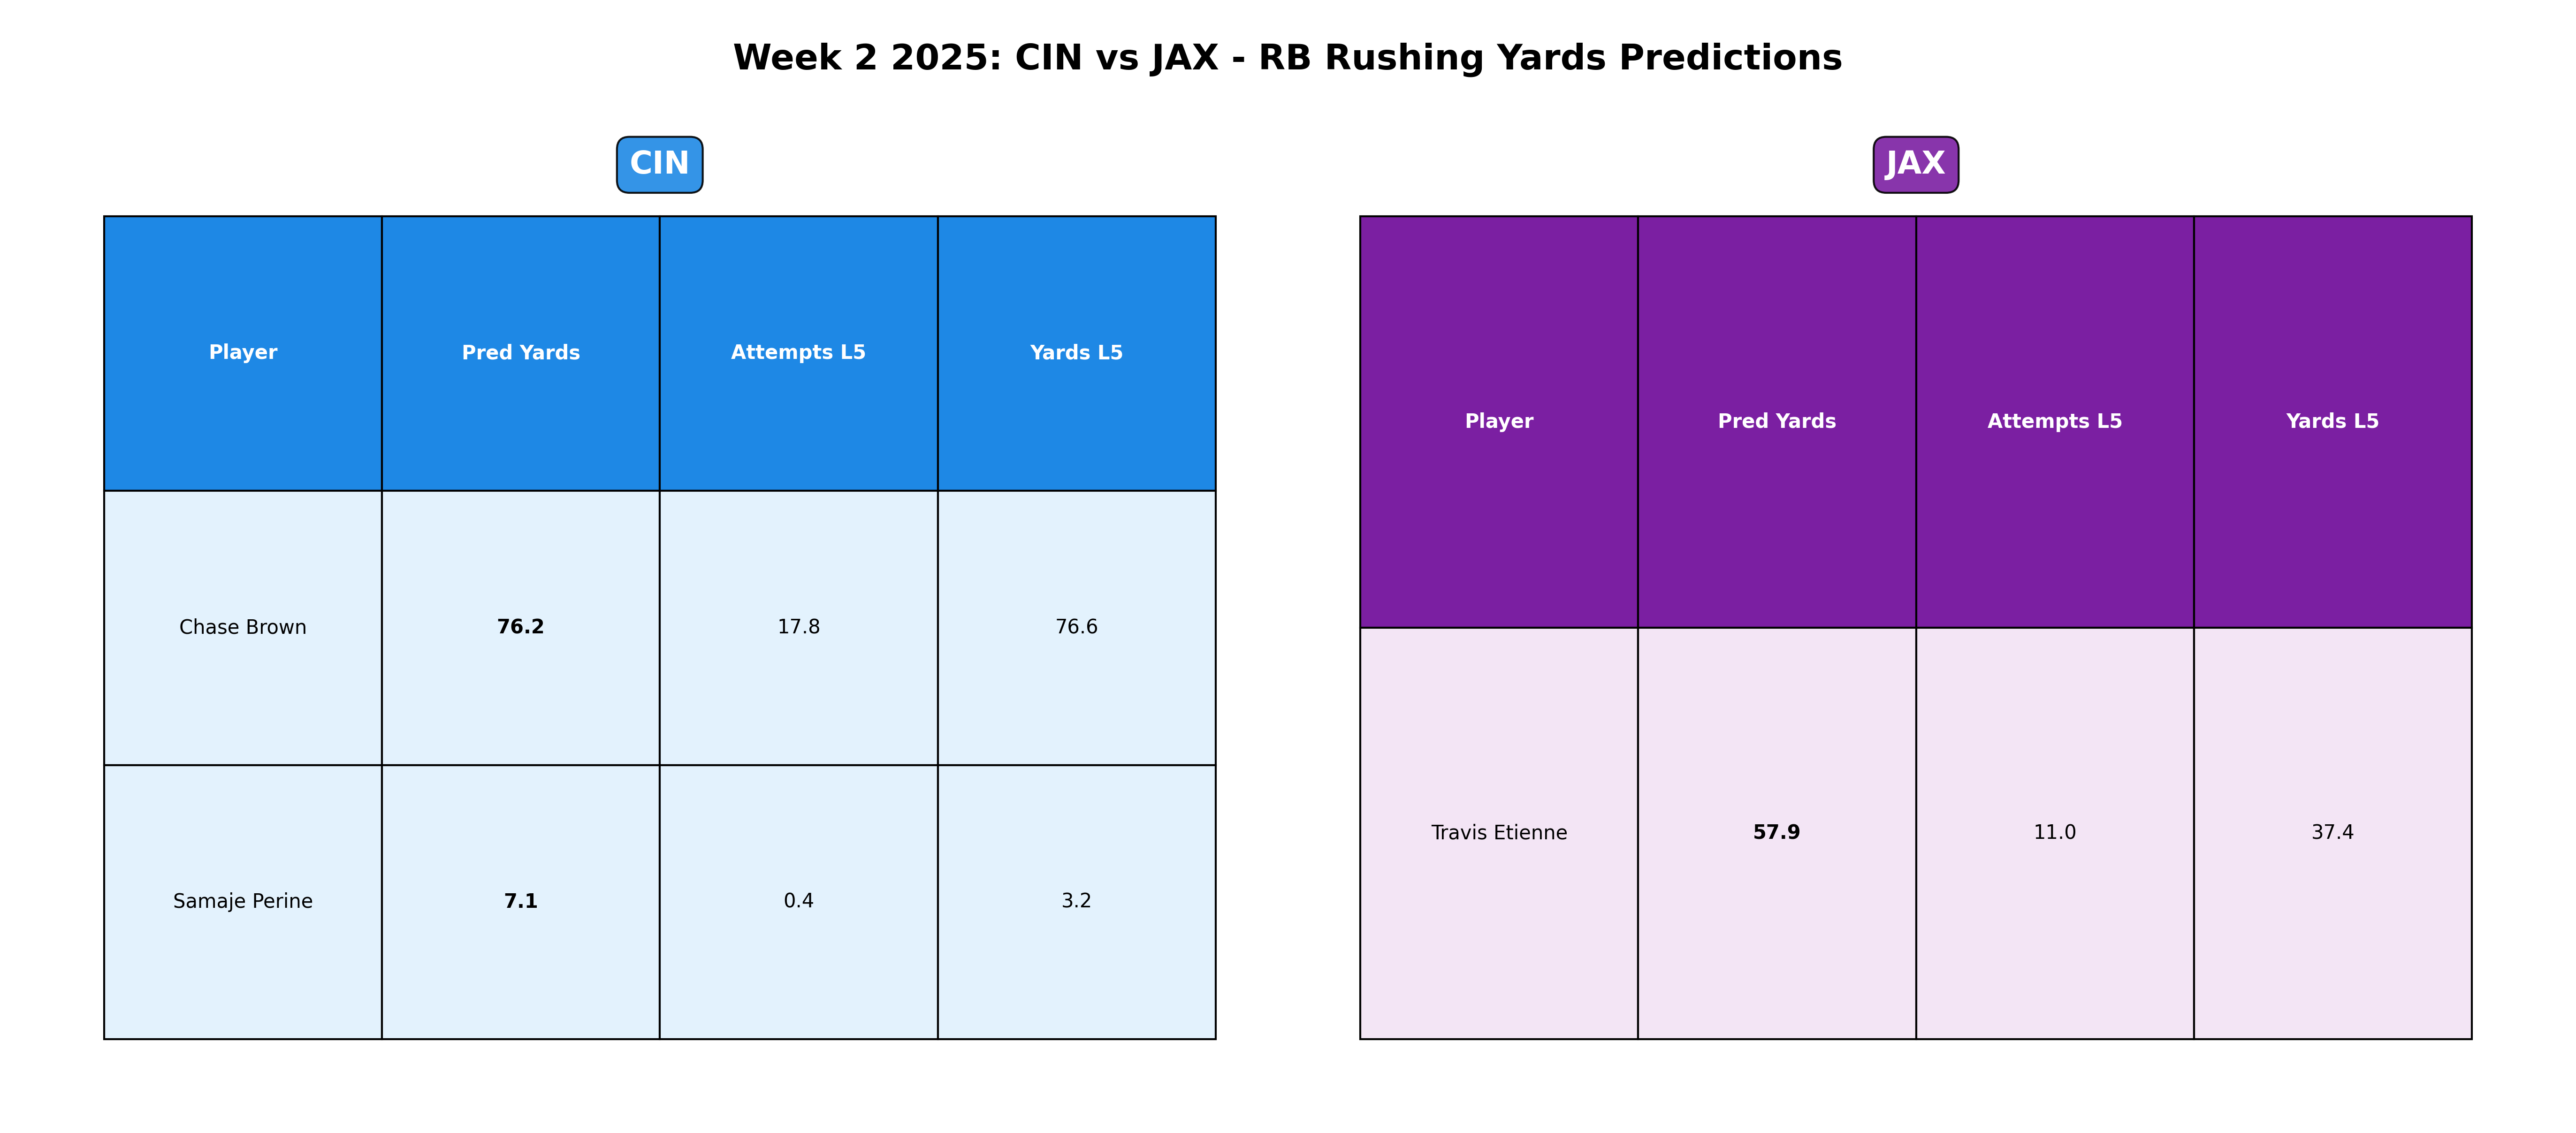 Week 2 2025: CIN vs JAX - RB Rushing Yards Predictions
CIN
Player Pred Yards Attempts L5 Yards L5
Chase Brown 76.2 17.8 76.6
Samaje Perine 7.1 0.4 3.2
JAX
Player Pred Yards Attempts L5 Yards L5
Travis Etienne 57.9 11.0 37.4